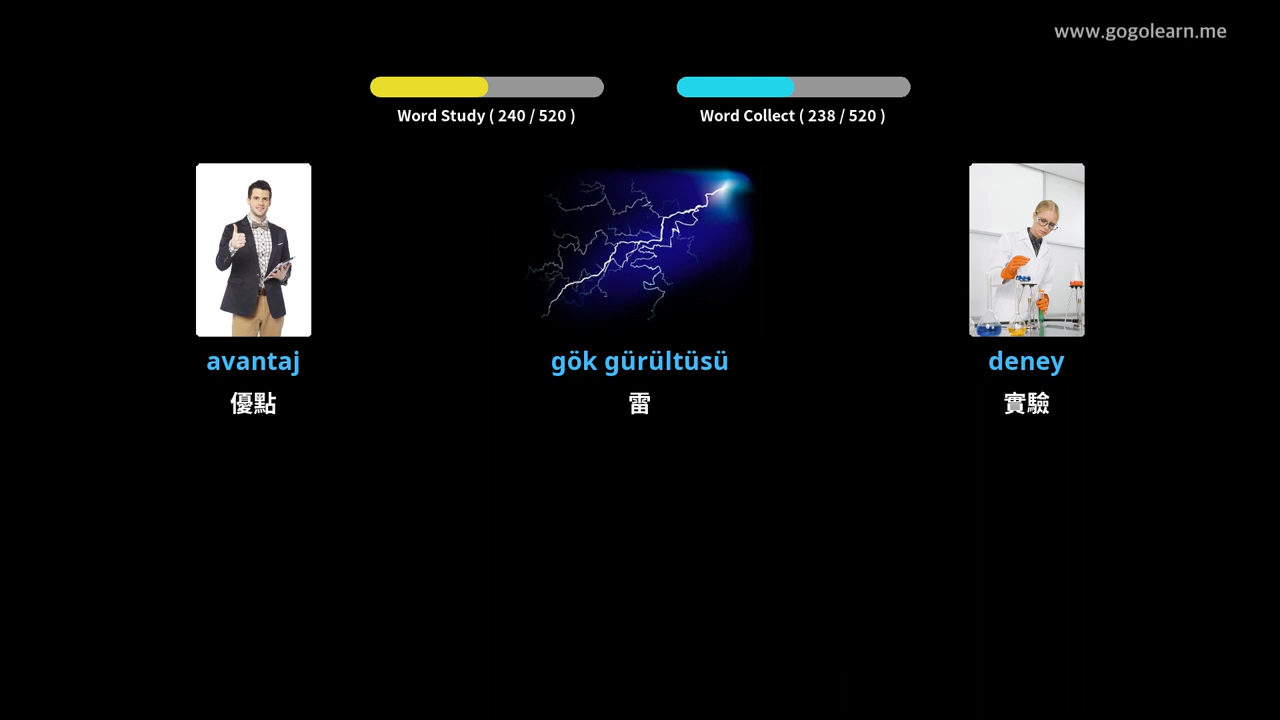 www.gogolearn.me
Word Study ( 240 / 520 )
Word Collect ( 238 / 520 )
avantaj
gök gürültüsü
deney
優點
雷
實驗